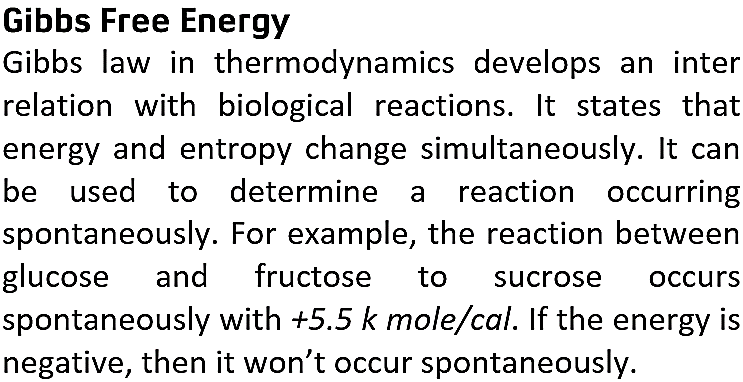 Gibbs Free Energy
Gibbs law in thermodynamics develops an inter
relation with biological reactions. It states that
energy and entropy change simultaneously. It can
be used to determine a reaction occurring
spontaneously. For example, the reaction between
glucose and fructose to sucrose occurs
spontaneously with +5.5 k mole/cal. If the energy is
negative, then it won’t occur spontaneously.